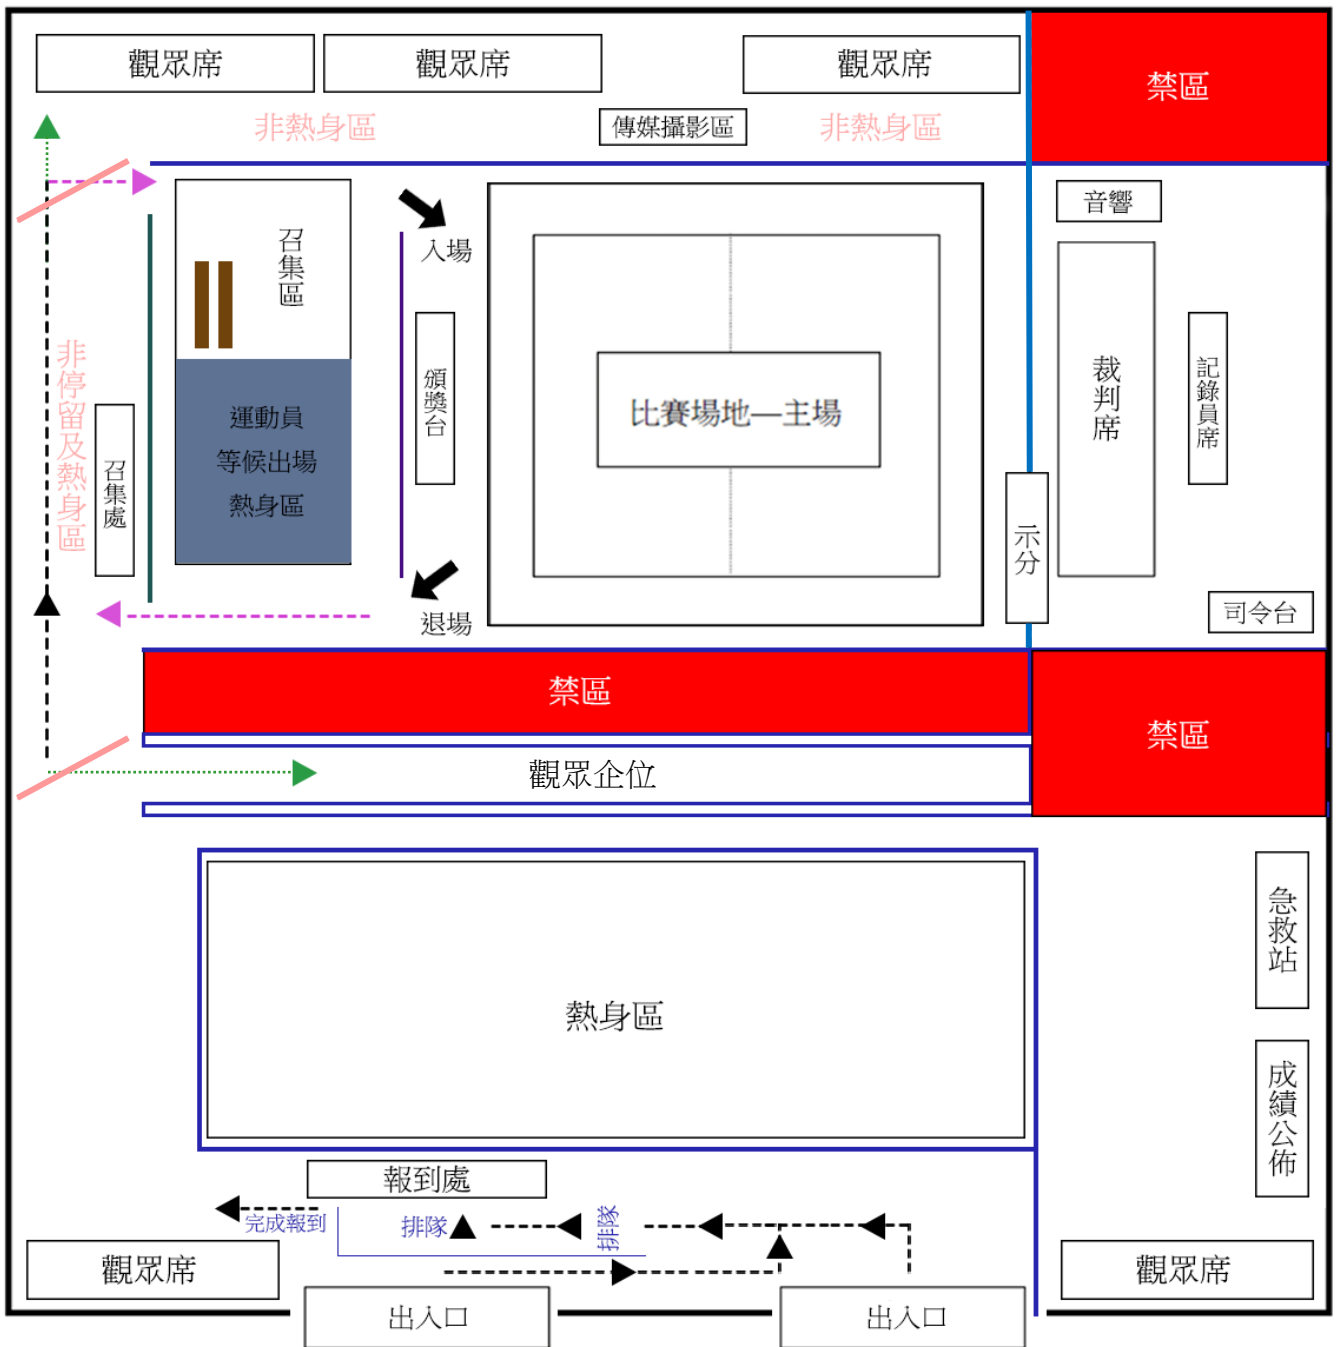 觀眾席
觀眾席
觀眾席
禁區
非熱身區
傳媒攝影區
非熱身區
音響
召集區
入場
非停留及熱身區
召集處
運動員
等候出場
熱身區
頒獎台
比賽場地—主場
裁判席
記錄員席
示分
退場
司令台
禁區
禁區
觀眾企位
急救站
熱身區
成績公佈
報到處
完成報到
排隊
排隊
觀眾席
觀眾席
出入口
出入口